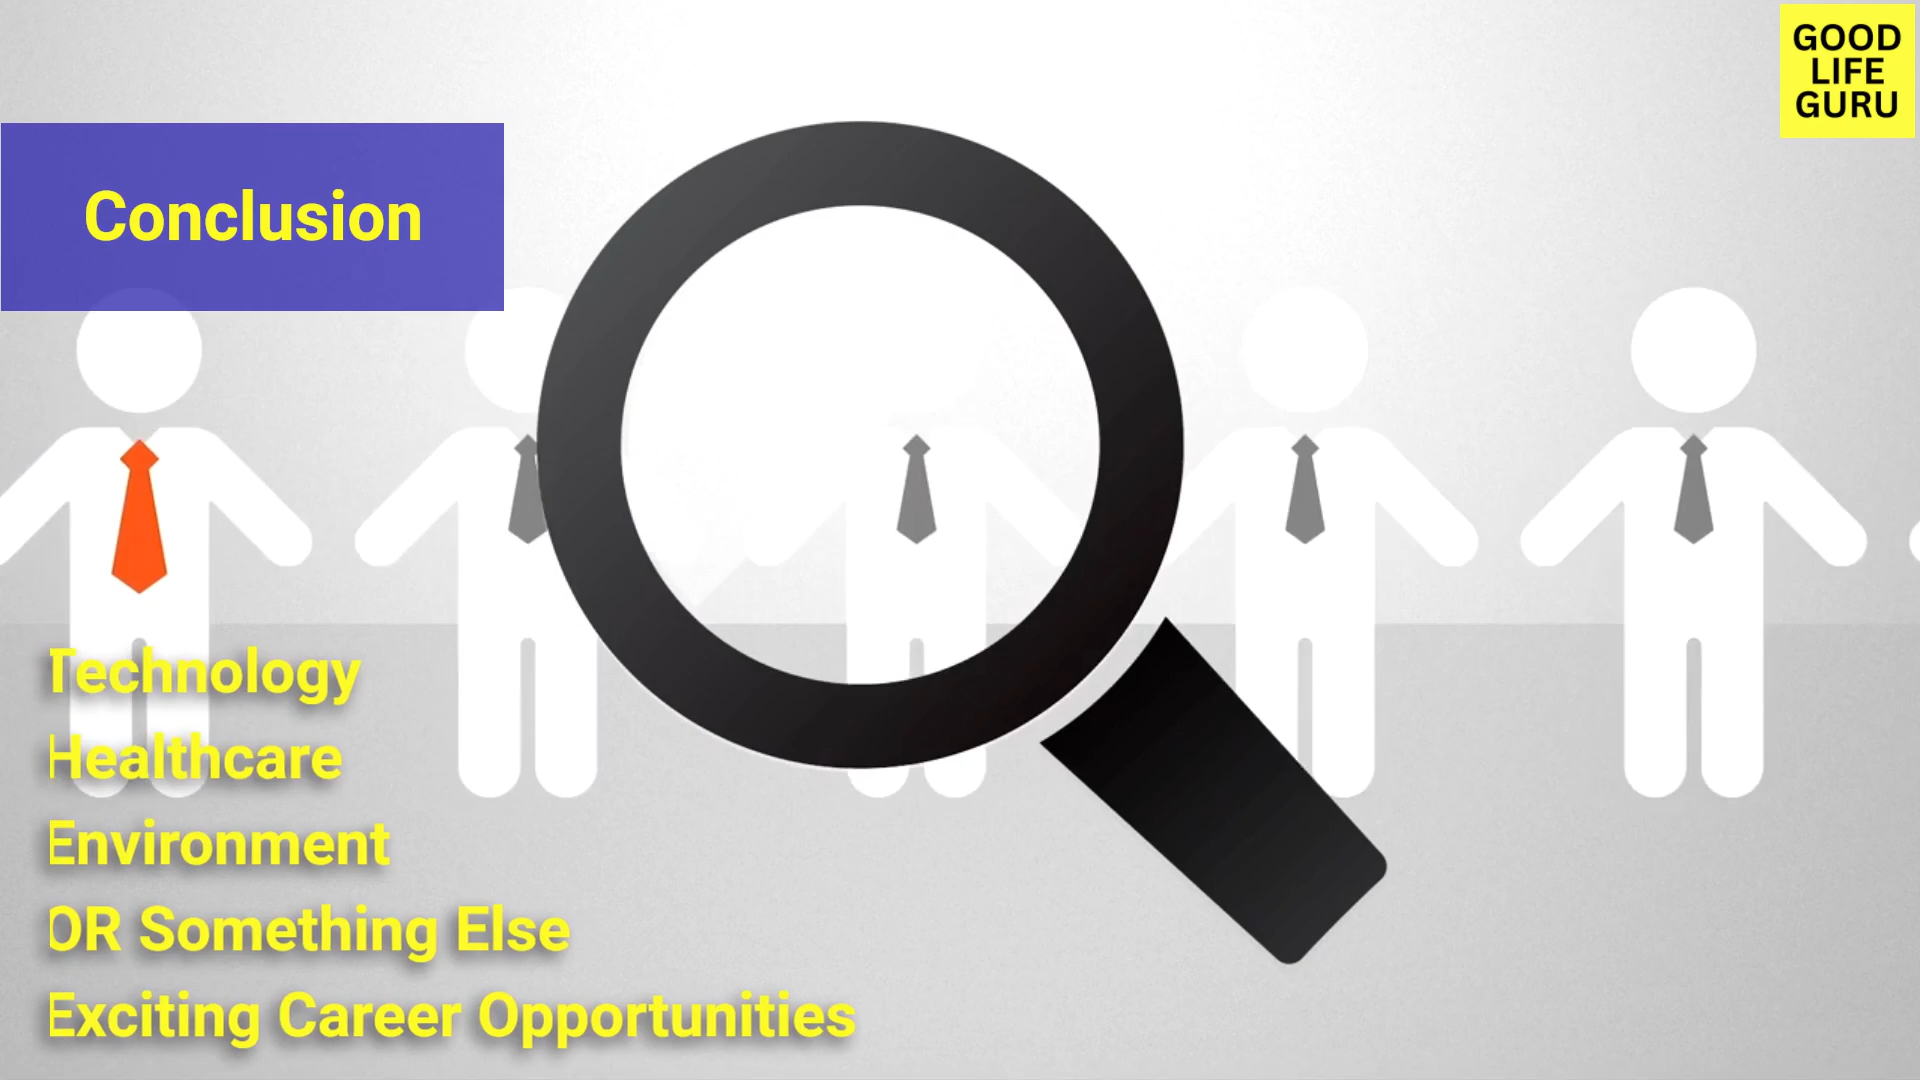 GOOD
LIFE
GURU
Conclusion
Technology
Healthcare
Environment
OR Something Else
Exciting Career Opportunities